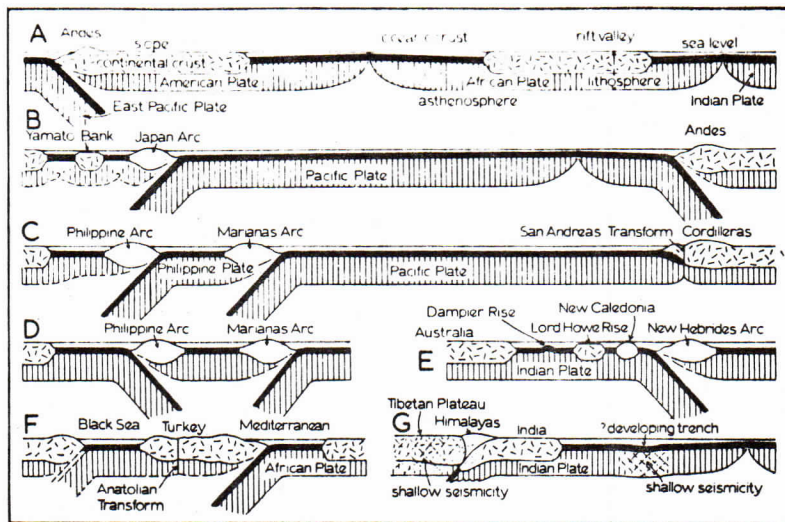 A
Andes
rift valley
sea level
continental crust
American Plate
African Plate
lithosphere
East Pacific Plate
asthenosphere
Indian Plate
B
Yamato Bank
Japan Arc
Andes
Pacific Plate
C
Philippine Arc
Marianas Arc
San Andreas Transform
Cordilleras
Philippine Plate
Pacific Plate
D
Philippine Arc
Marianas Arc
E
Australia
Dampier Rise
Lord Howe Rise
New Caledonia
New Hebrides Arc
Indian Plate
F
Black Sea
Turkey
Mediterranean
Anatolian
Transform
African Plate
G
Tibetan Plateau
Himalayas
India
?developing trench
Indian Plate
shallow seismicity
shallow seismicity